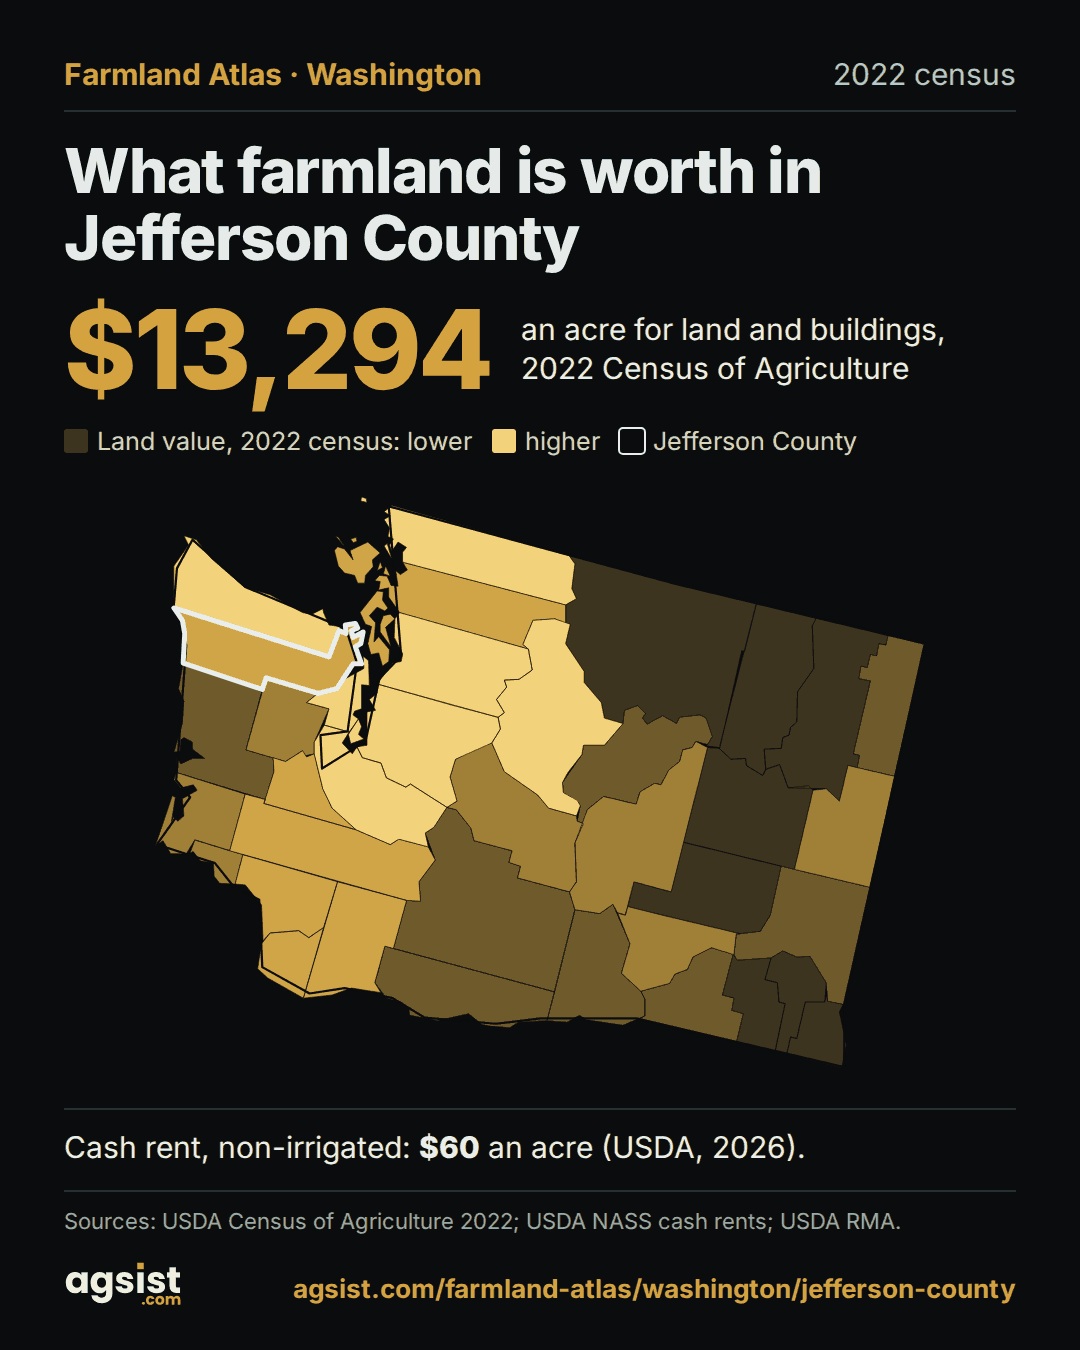 Farmland Atlas · Washington
2022 census
What farmland is worth in
Jefferson County
$13,294
an acre for land and buildings,
2022 Census of Agriculture
Land value, 2022 census: lower
higher
Jefferson County
Cash rent, non-irrigated: $60 an acre (USDA, 2026).
Sources: USDA Census of Agriculture 2022; USDA NASS cash rents; USDA RMA.
agsist
.com
agsist.com/farmland-atlas/washington/jefferson-county